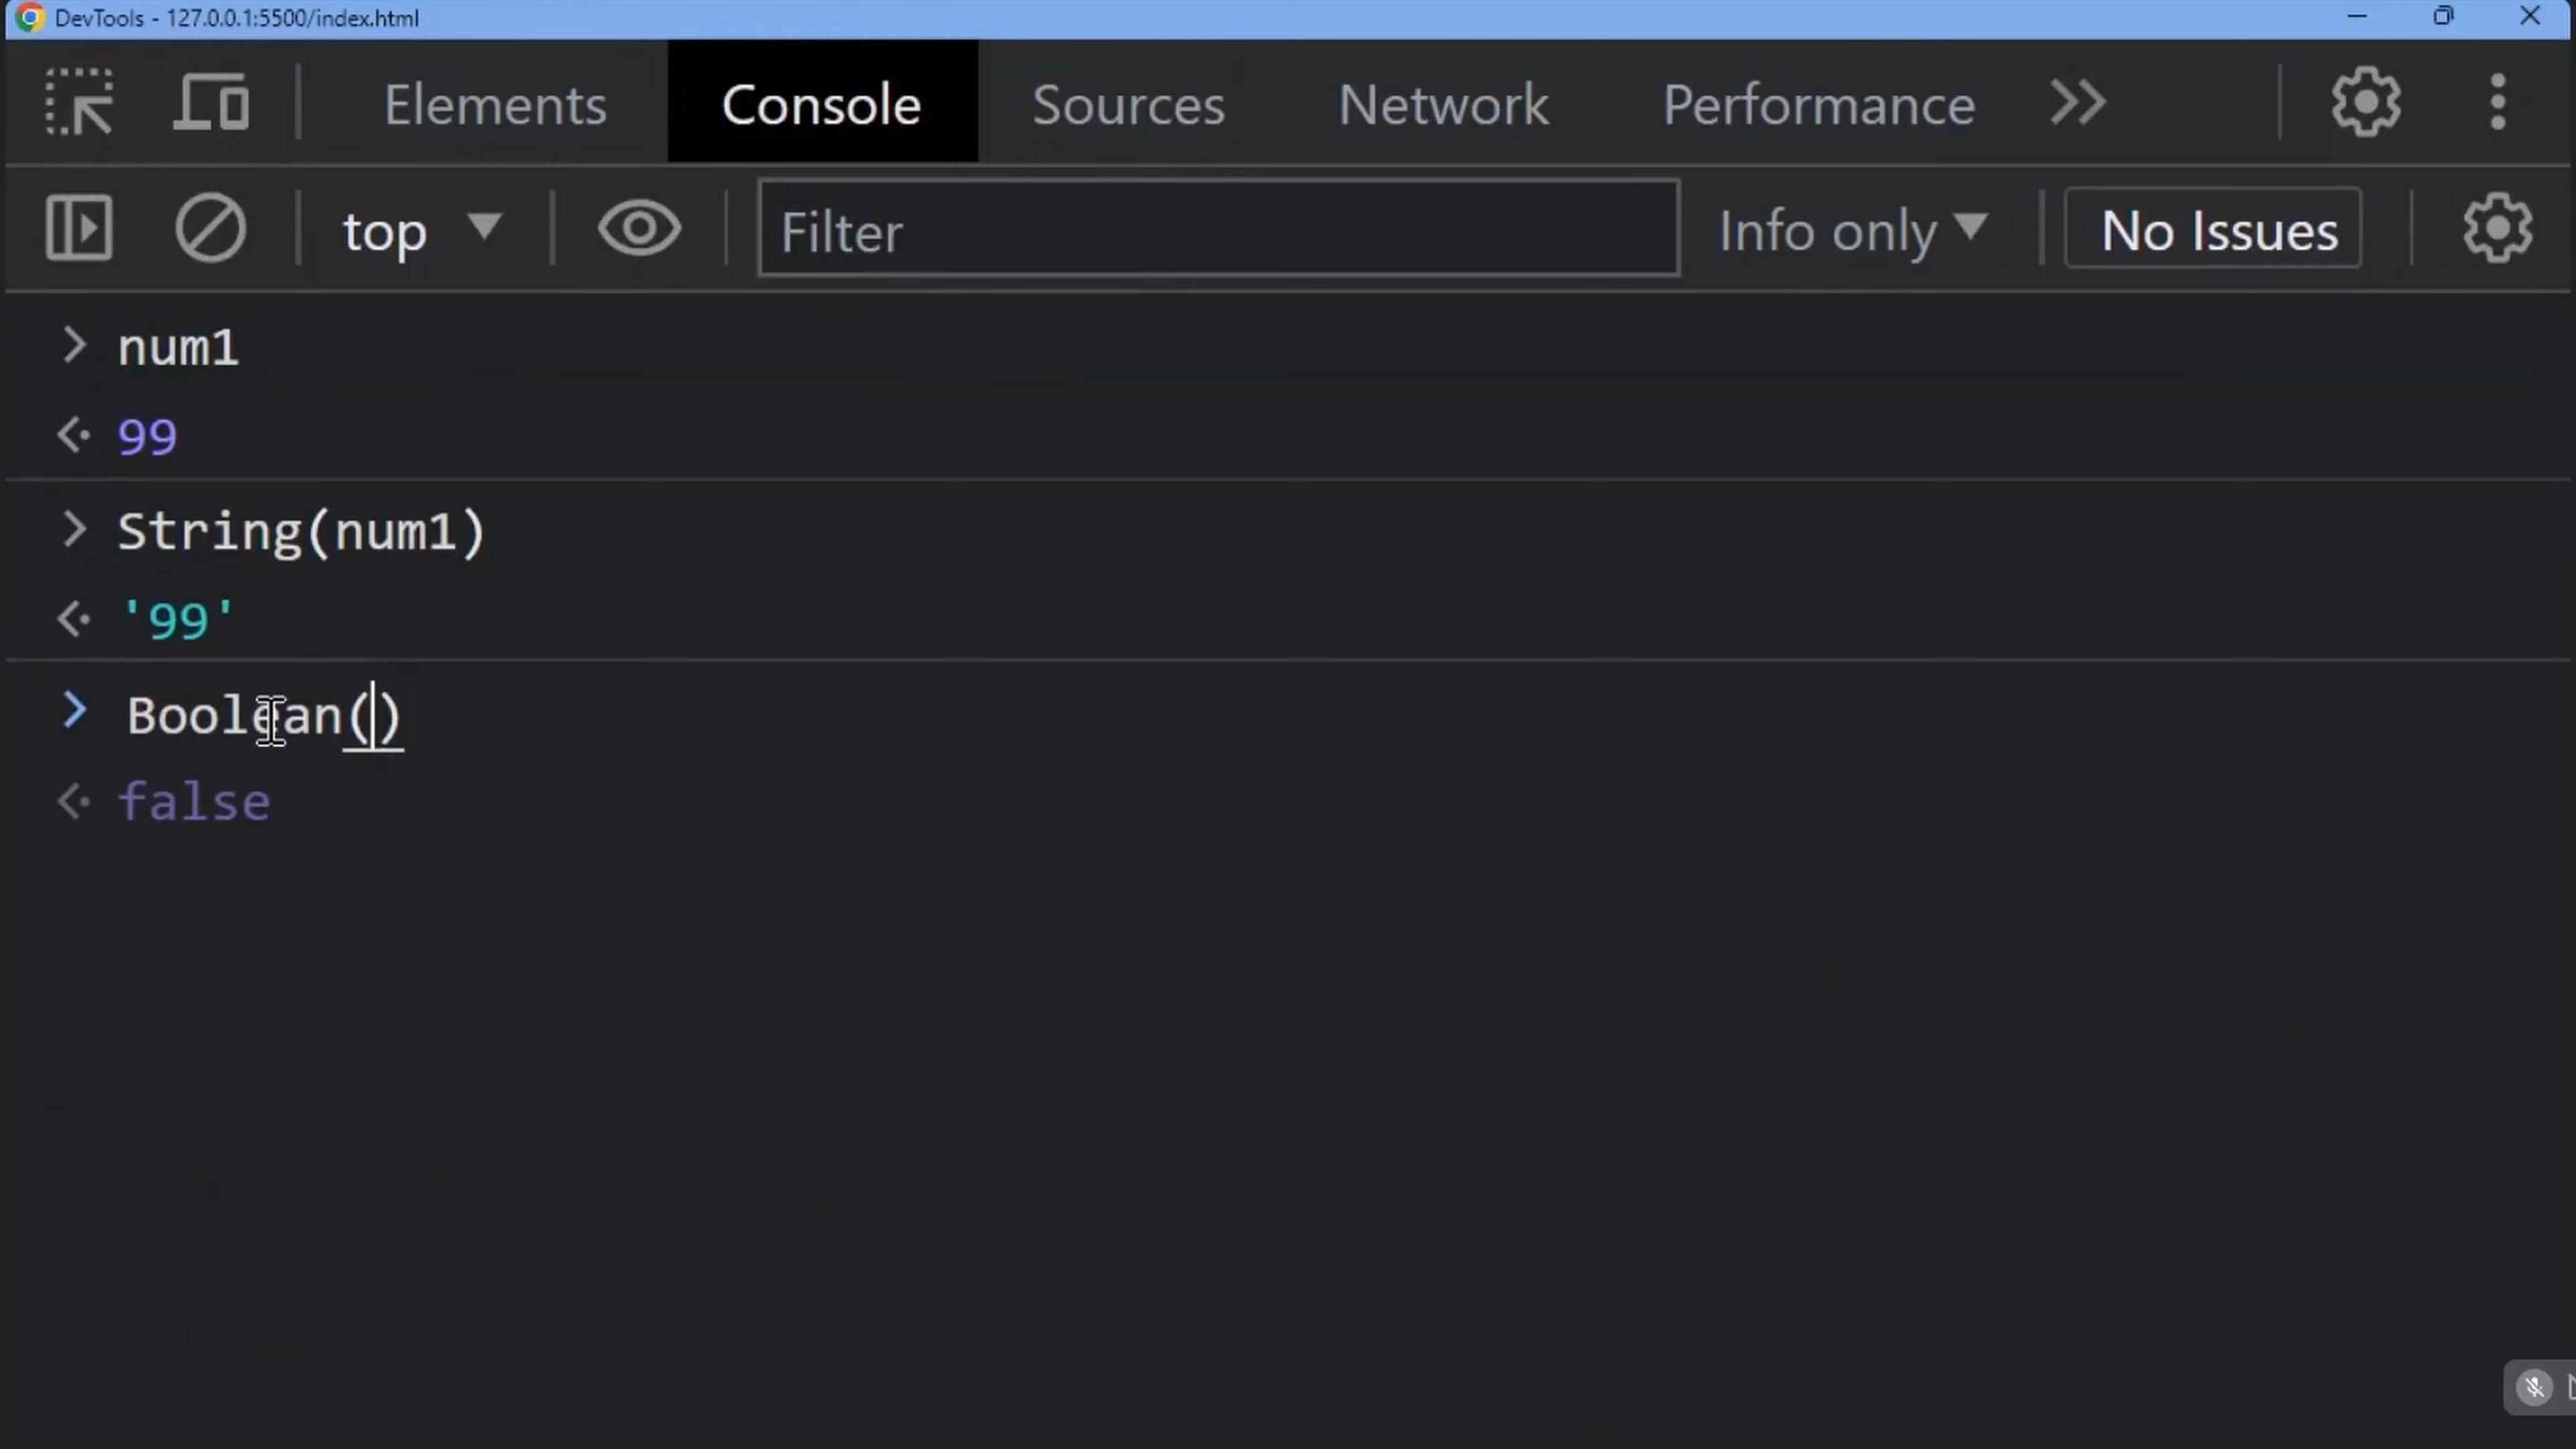 DevTools - 127.0.0.1:5500/index.html
Elements Console Sources Network Performance
top Filter Info only No Issues
num1
99
String(num1)
'99'
Boolean()
false